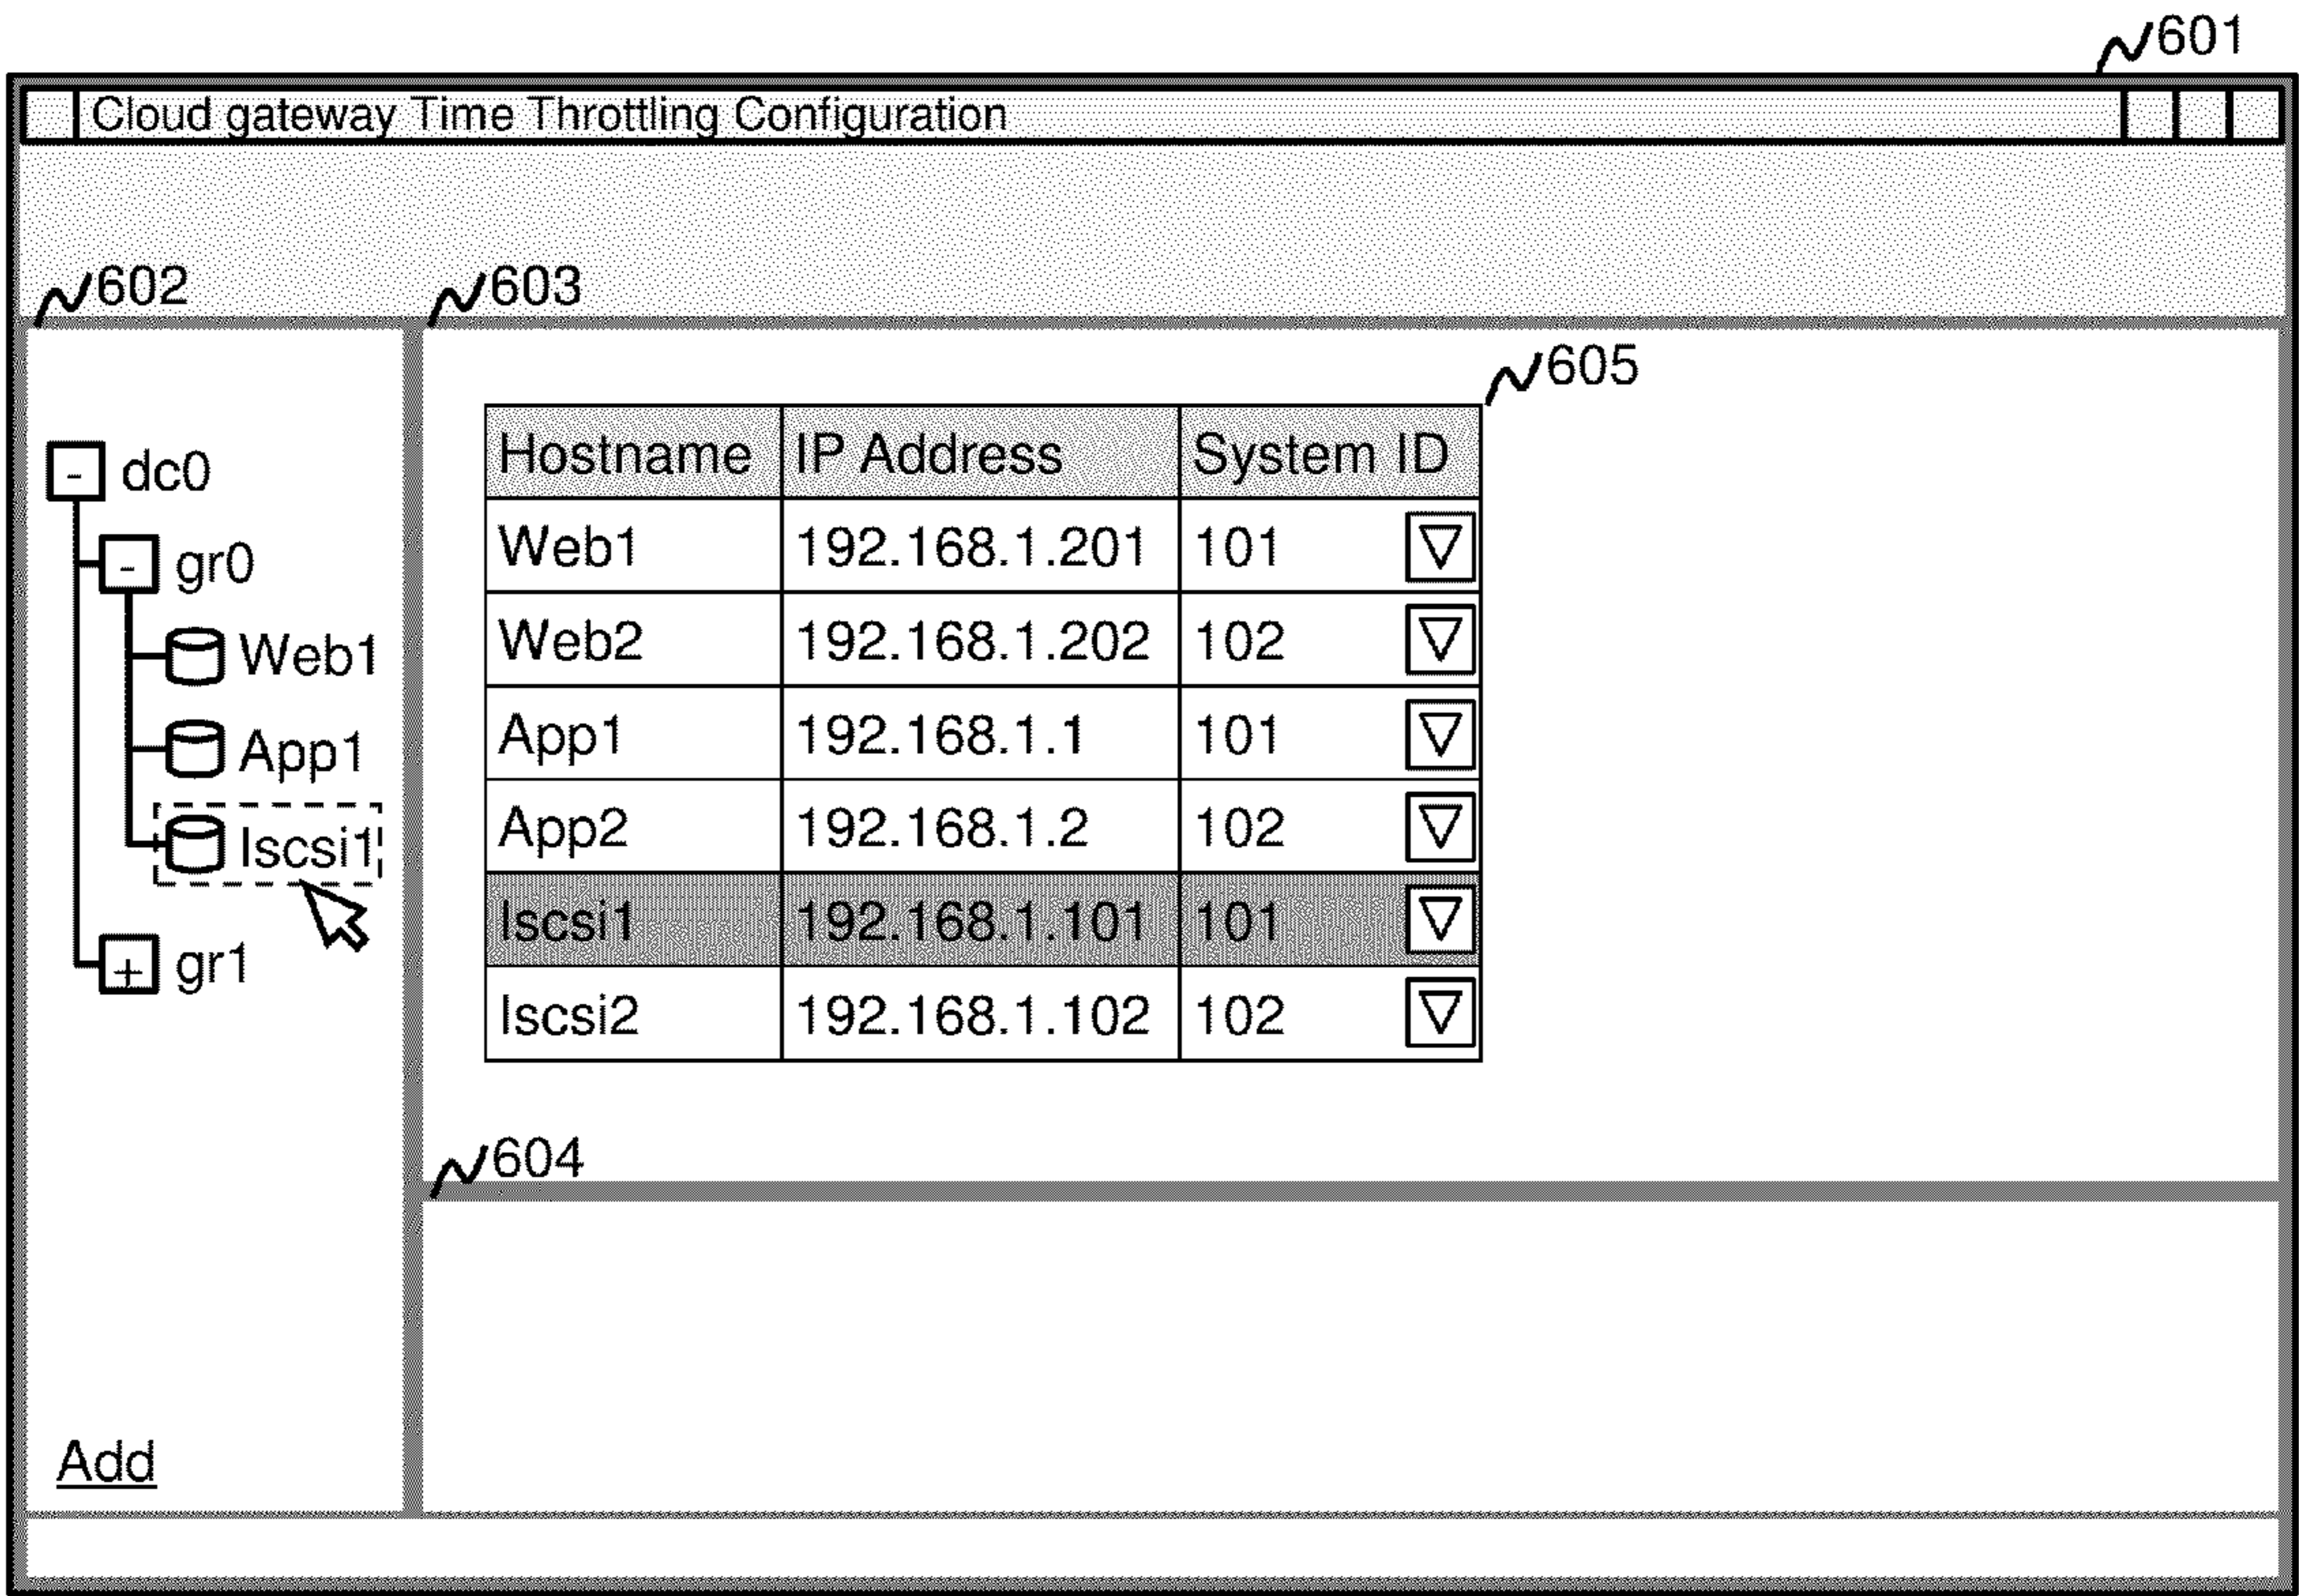 601
Cloud gateway Time Throttling Configuration
602
603
605
- dc0
- gr0
Web1
App1
Iscsi1
+ gr1
Add
Hostname IP Address System ID
Web1 192.168.1.201 101
Web2 192.168.1.202 102
App1 192.168.1.1 101
App2 192.168.1.2 102
Iscsi1 192.168.1.101 101
Iscsi2 192.168.1.102 102
604